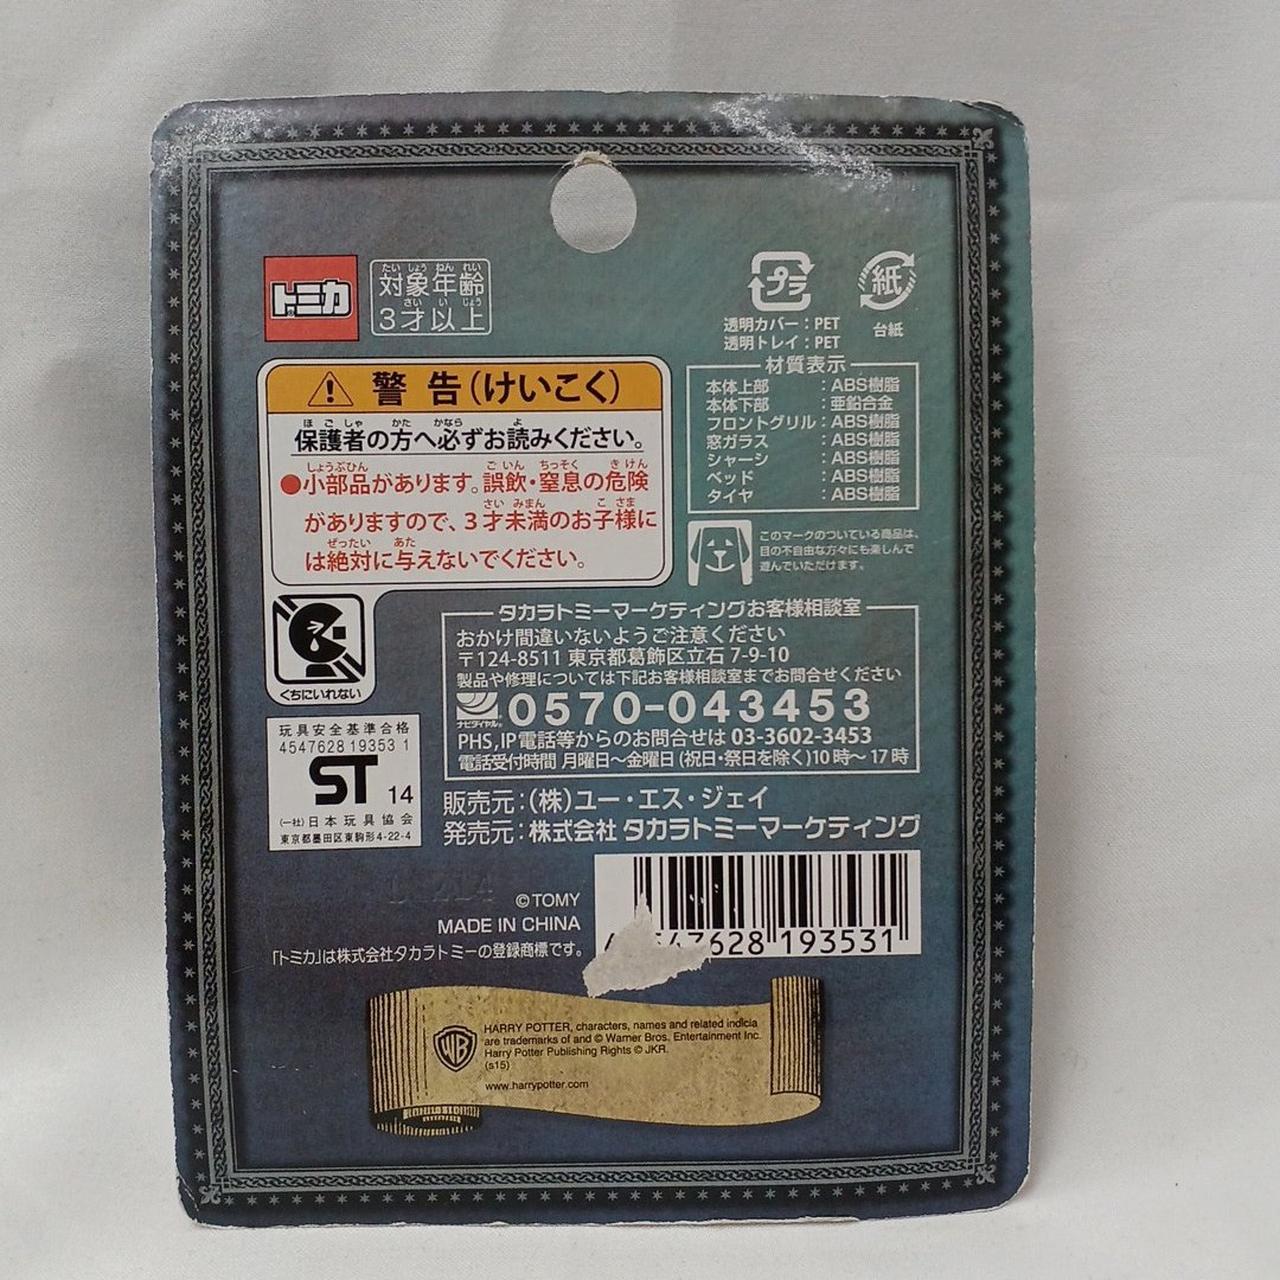 トミカ
対象年齢
3才以上
プラ
透明カバー：PET
透明トレイ：PET
紙
台紙
警告(けいこく)
保護者の方へ必ずお読みください。
●小部品があります。誤飲・窒息の危険
がありますので、3才未満のお子様に
は絶対に与えないでください。
材質表示
本体上部：ABS樹脂
本体下部：亜鉛合金
フロントグリル：ABS樹脂
窓ガラス：ABS樹脂
シャーシ：ABS樹脂
ベッド：ABS樹脂
タイヤ：ABS樹脂
このマークのついている商品は、
目の不自由な方々にも楽しんで
遊んでいただけます。
くちにいれない
タカラトミーマーケティングお客様相談室
おかけ間違いないようご注意ください
〒124-8511 東京都葛飾区立石7-9-10
製品や修理については下記お客様相談室までお問合せください
ナビダイヤル 0570-043453
PHS,IP電話等からのお問合せは 03-3602-3453
電話受付時間 月曜日〜金曜日(祝日・祭日を除く)10時〜17時
玩具安全基準合格
4547628 19353 1
ST 14
(一社)日本玩具協会
東京都墨田区東駒形4-22-4
販売元：(株)ユー・エス・ジェイ
発売元：株式会社 タカラトミーマーケティング
©TOMY
MADE IN CHINA
「トミカ」は株式会社タカラトミーの登録商標です。
628 193531
WB
HARRY POTTER, characters, names and related indicia
are trademarks of and © Warner Bros. Entertainment Inc.
Harry Potter Publishing Rights © JKR.
(s15)
www.harrypotter.com